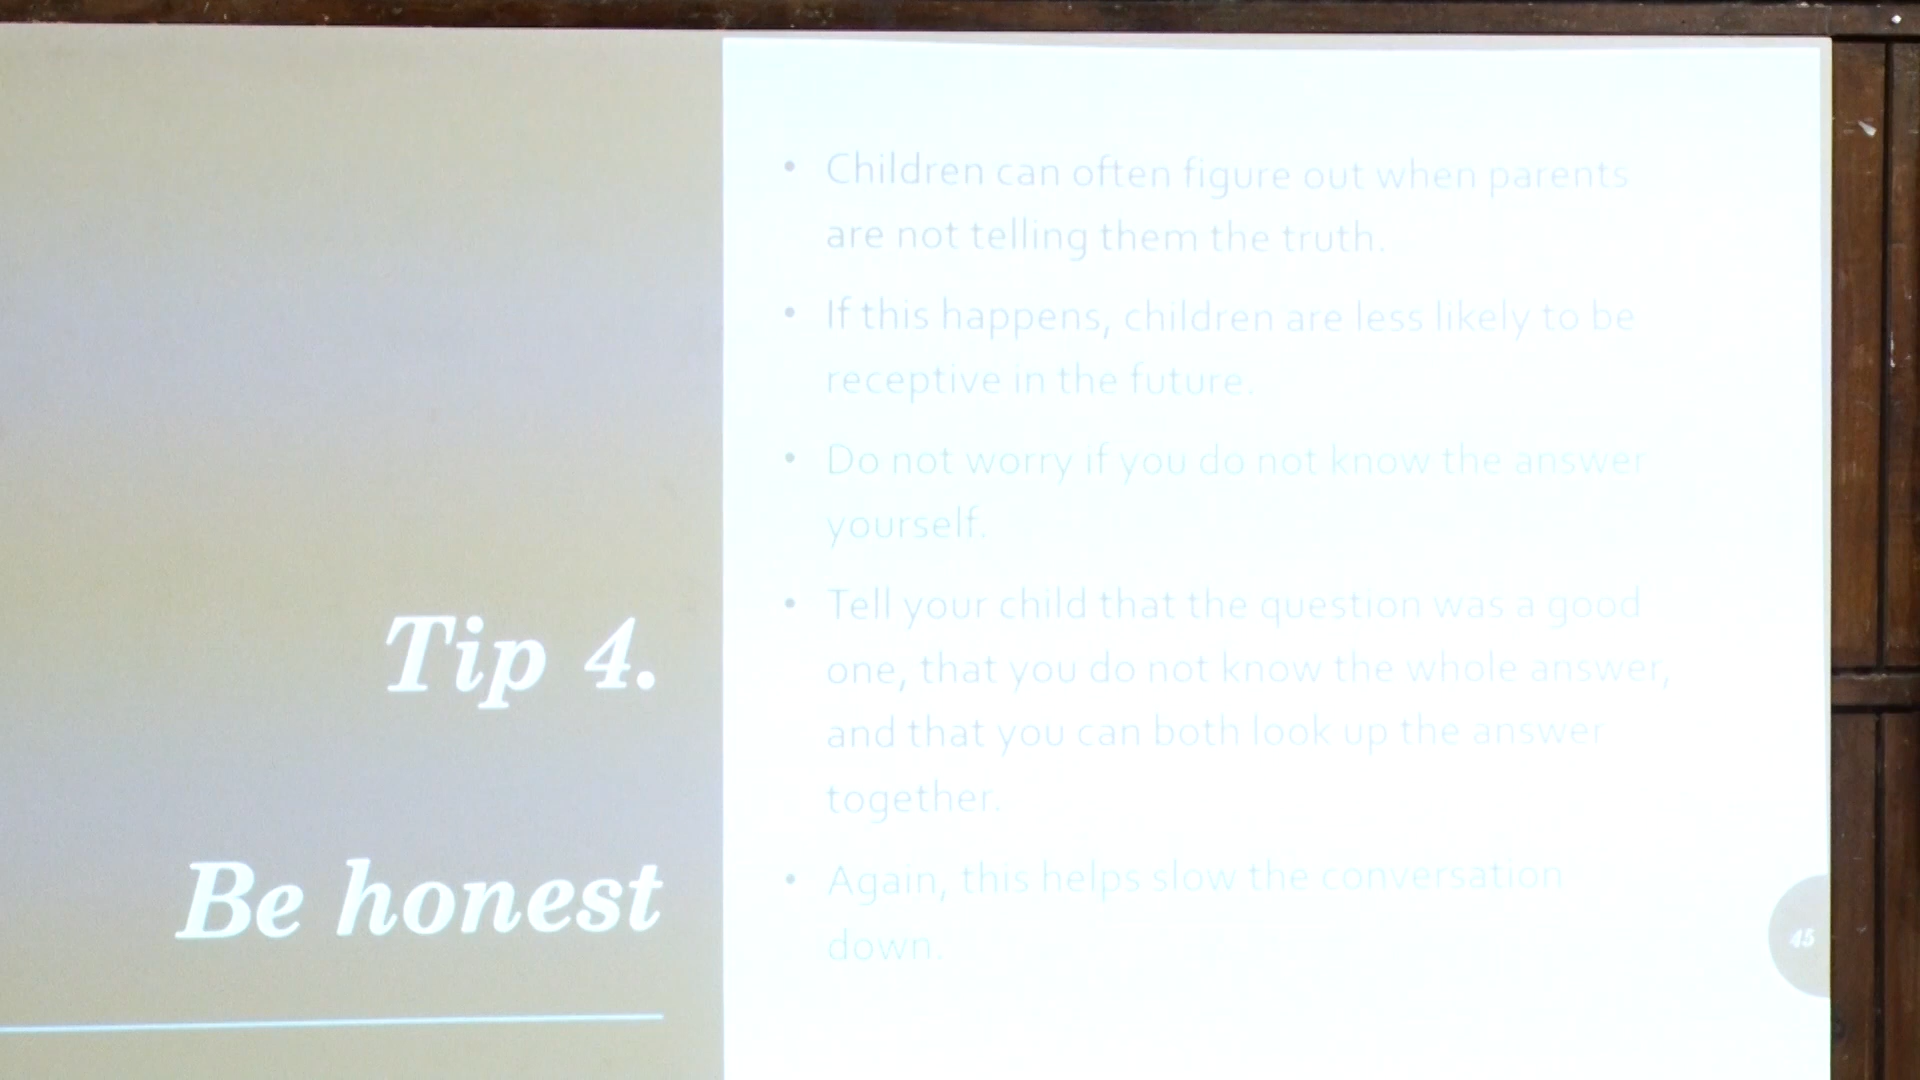 Tip 4.
Be honest
• Children can often figure out when parents
are not telling them the truth.
• If this happens, children are less likely to be
receptive in the future.
• Do not worry if you do not know the answer
yourself.
• Tell your child that the question was a good
one, that you do not know the whole answer,
and that you can both look up the answer
together.
• Again, this helps slow the conversation
down.
45